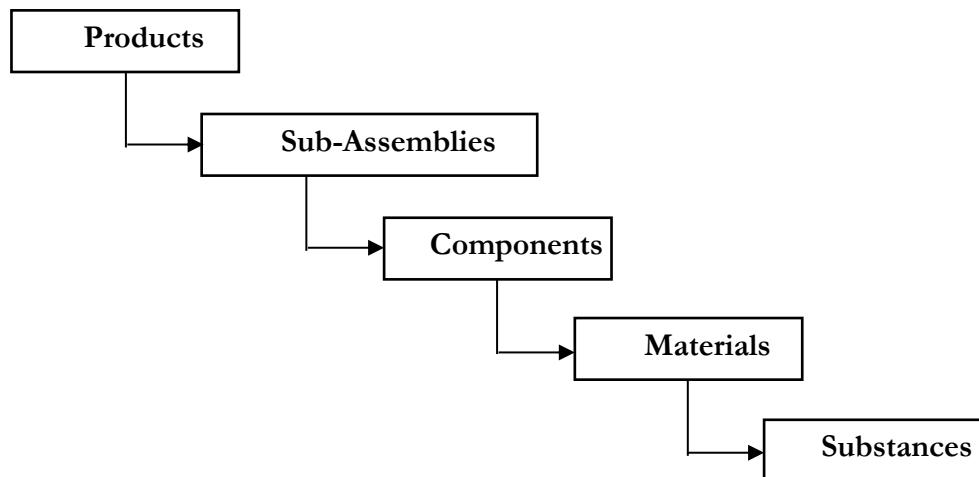 Products
Sub-Assemblies
Components
Materials
Substances